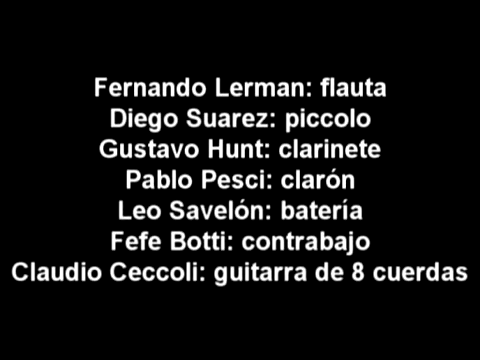 Fernando Lerman: flauta
Diego Suarez: piccolo
Gustavo Hunt: clarinete
Pablo Pesci: clarón
Leo Savelón: batería
Fefe Botti: contrabajo
Claudio Ceccoli: guitarra de 8 cuerdas